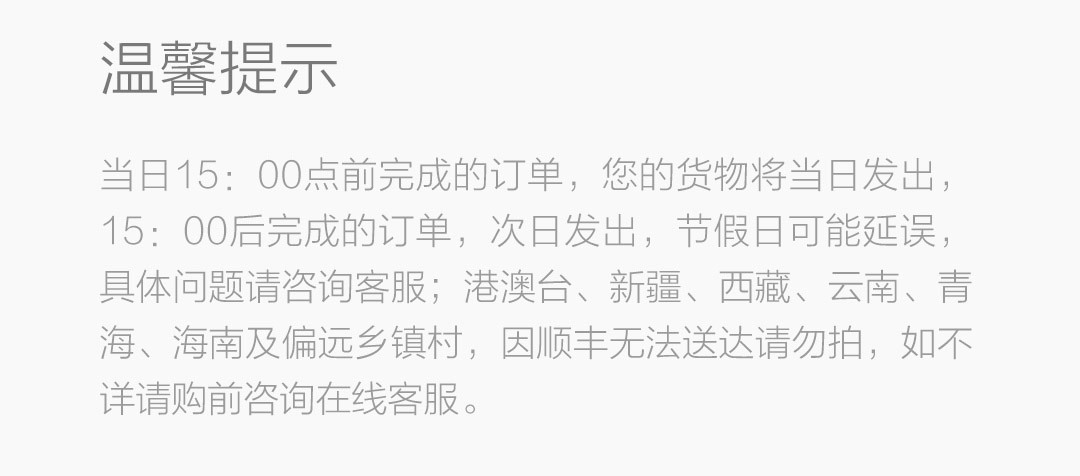 温馨提示
当日15：00点前完成的订单，您的货物将当日发出，
15：00后完成的订单，次日发出，节假日可能延误，
具体问题请咨询客服；港澳台、新疆、西藏、云南、青
海、海南及偏远乡镇村，因顺丰无法送达请勿拍，如不
详请购前咨询在线客服。